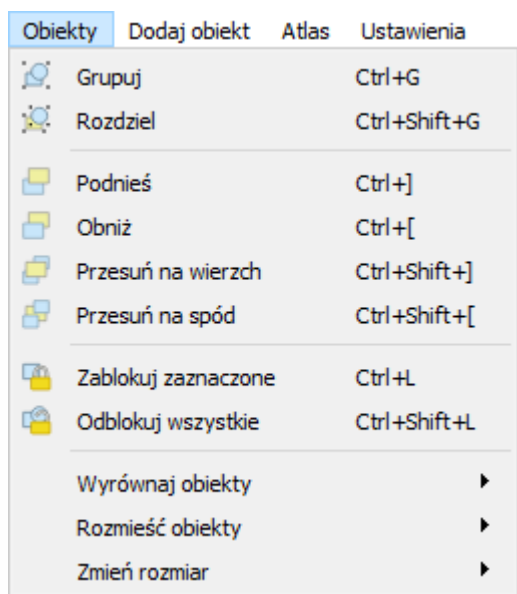 Obiekty Dodaj obiekt Atlas Ustawienia
Grupuj Ctrl+G
Rozdziel Ctrl+Shift+G
Podnieś Ctrl+]
Obniż Ctrl+[
Przesuń na wierzch Ctrl+Shift+]
Przesuń na spód Ctrl+Shift+[
Zablokuj zaznaczone Ctrl+L
Odblokuj wszystkie Ctrl+Shift+L
Wyrównaj obiekty
Rozmieść obiekty
Zmień rozmiar